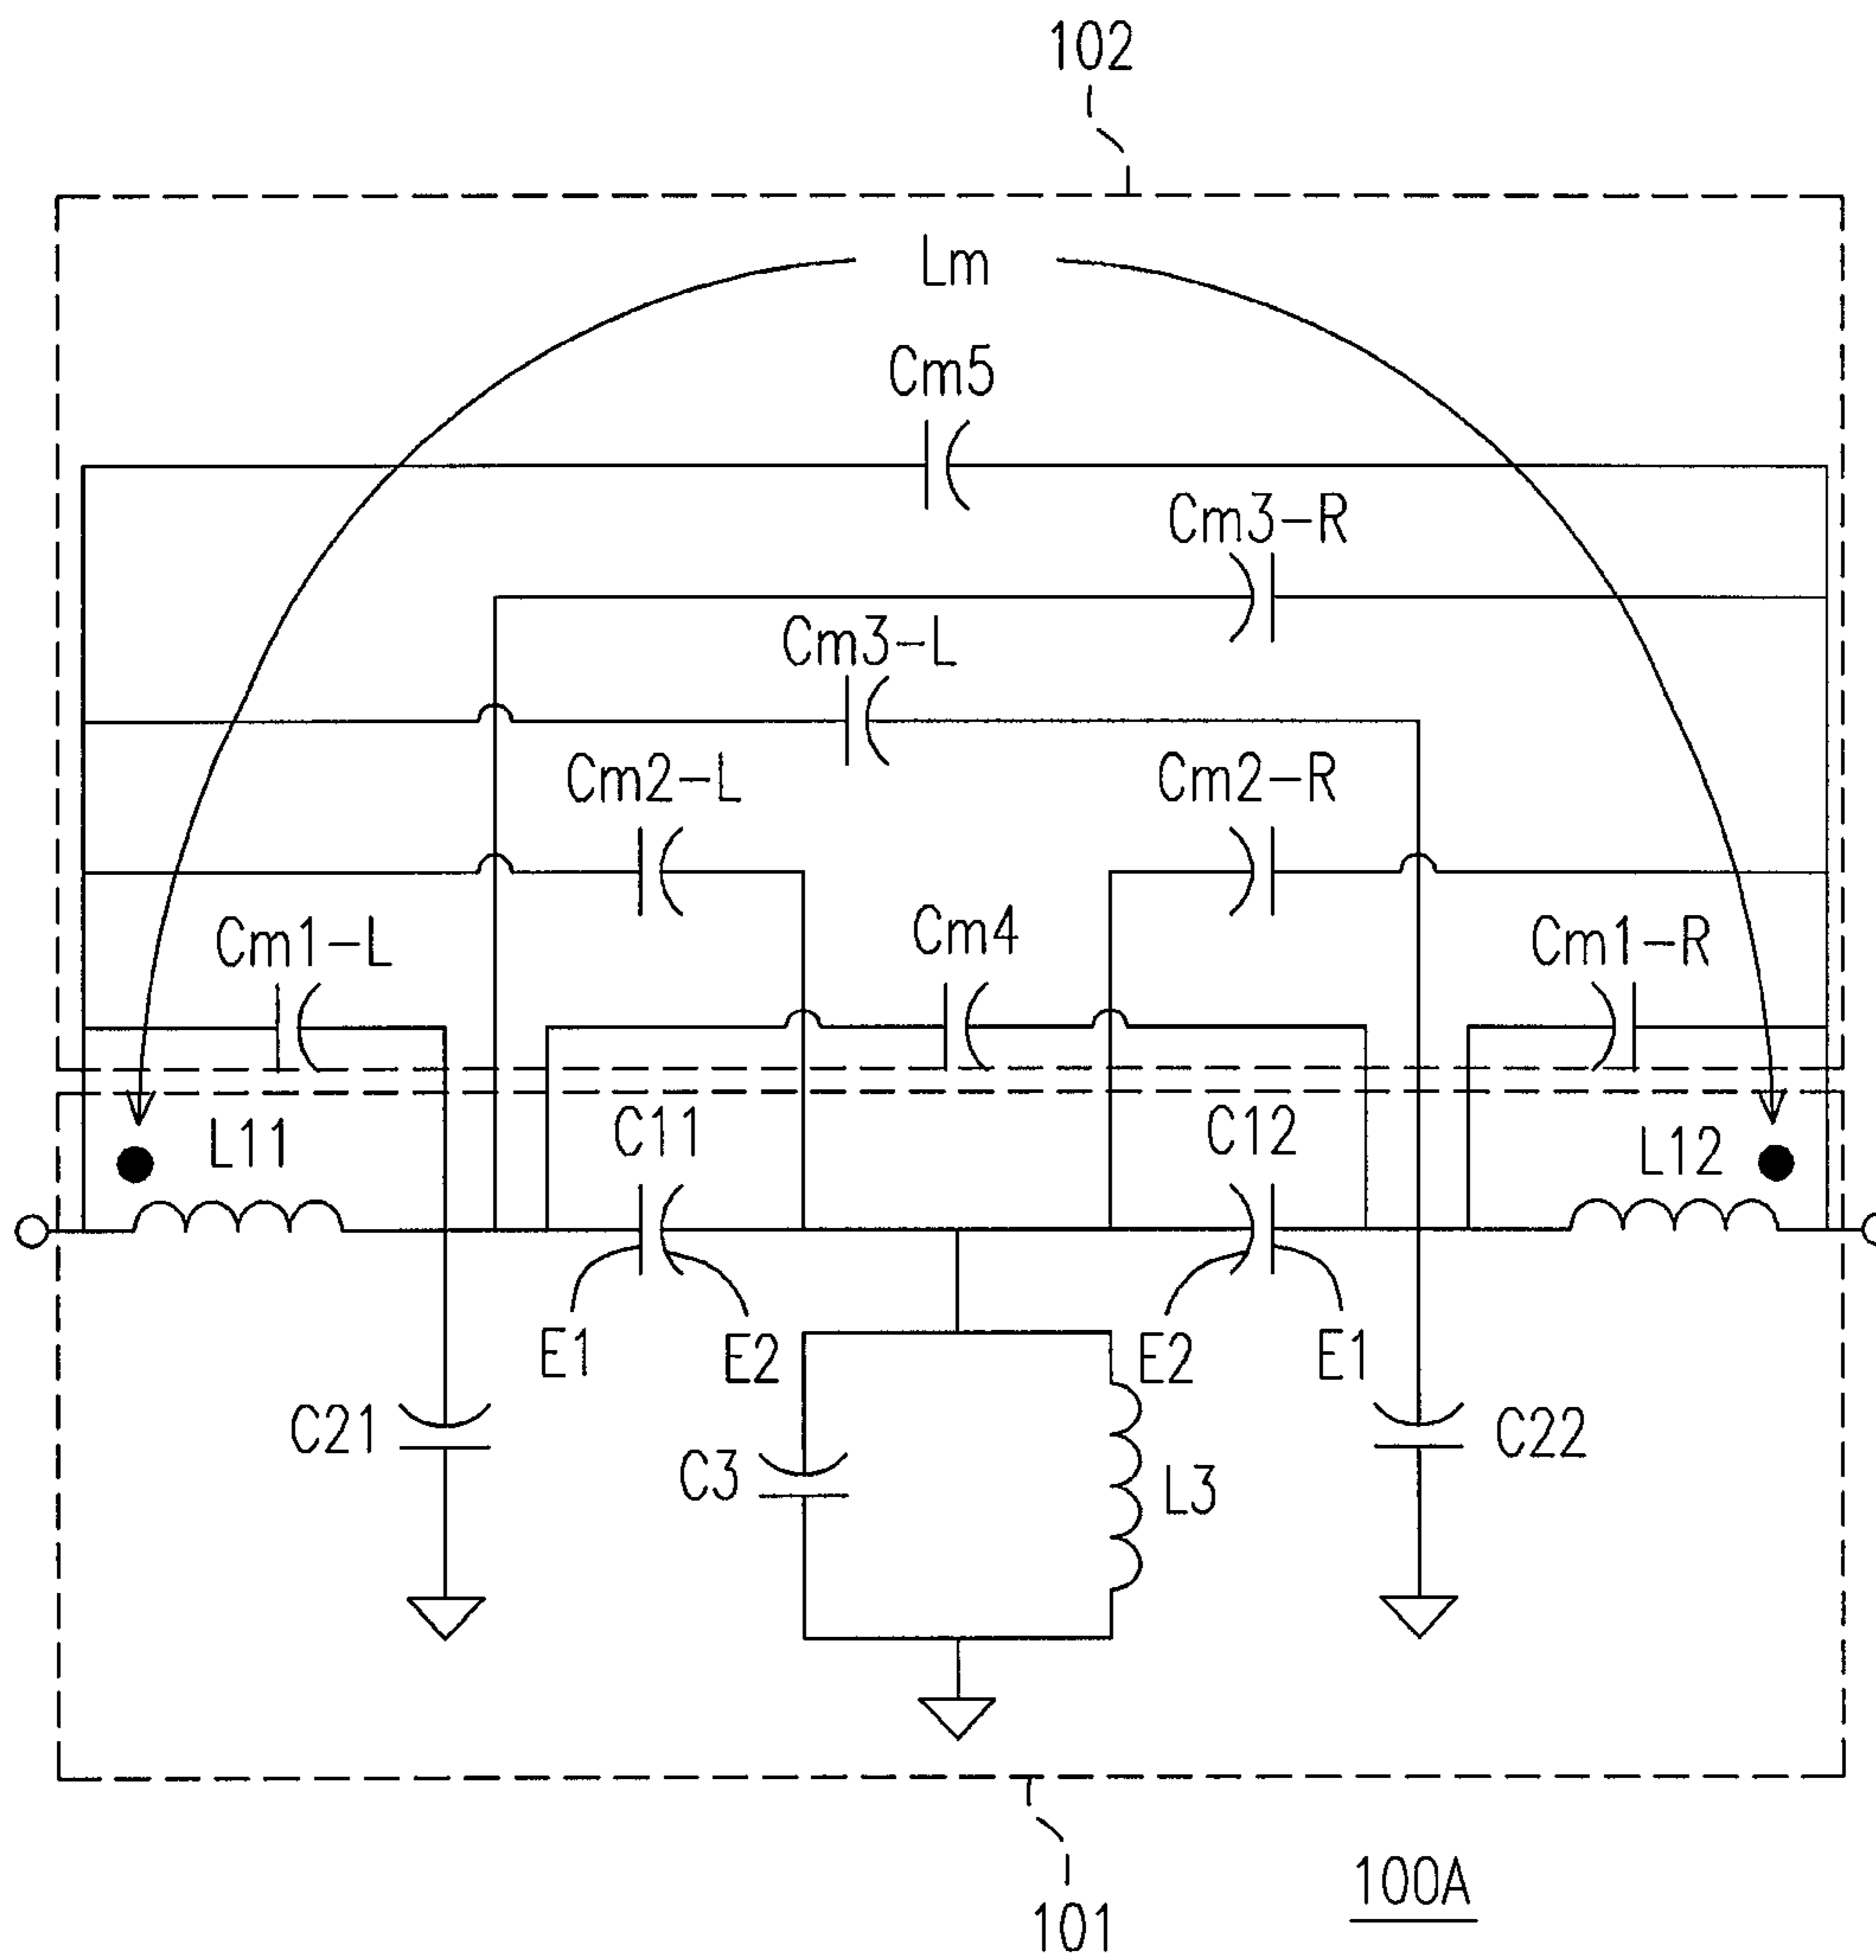 102
Lm
Cm5
Cm3-R
Cm3-L
Cm2-L
Cm2-R
Cm1-L
Cm4
Cm1-R
L11
C11
C12
L12
E1
E2
E2
E1
C21
C3
L3
C22
101
100A